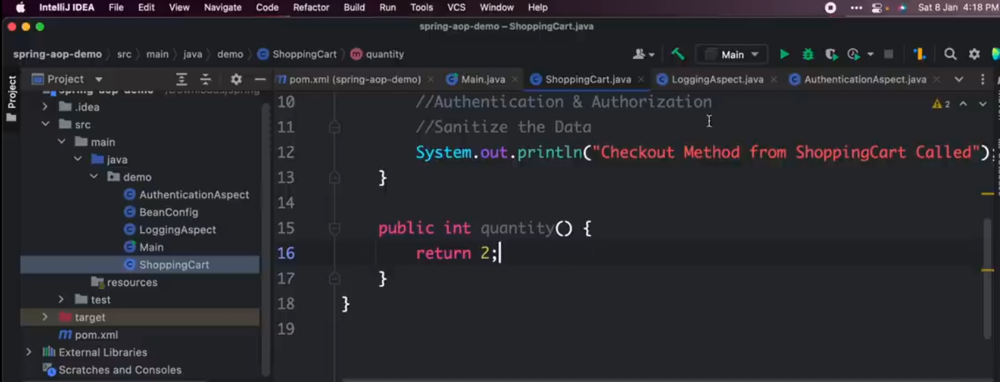 IntelliJ IDEA File Edit View Navigate Code Refactor Build Run Tools VCS Window Help Sat 8 Jan 4:18 PM
spring-aop-demo – ShoppingCart.java
spring-aop-demo src main java demo ShoppingCart quantity Main
Project
Project
pom.xml (spring-aop-demo) Main.java ShoppingCart.java LoggingAspect.java AuthenticationAspect.java
.idea
src
main
java
demo
AuthenticationAspect
BeanConfig
LoggingAspect
Main
ShoppingCart
resources
test
target
pom.xml
External Libraries
Scratches and Consoles
10 //Authentication & Authorization
2
11 //Sanitize the Data
12 System.out.println("Checkout Method from ShoppingCart Called");
13 }
14
15 public int quantity() {
16 return 2;
17 }
18 }
19